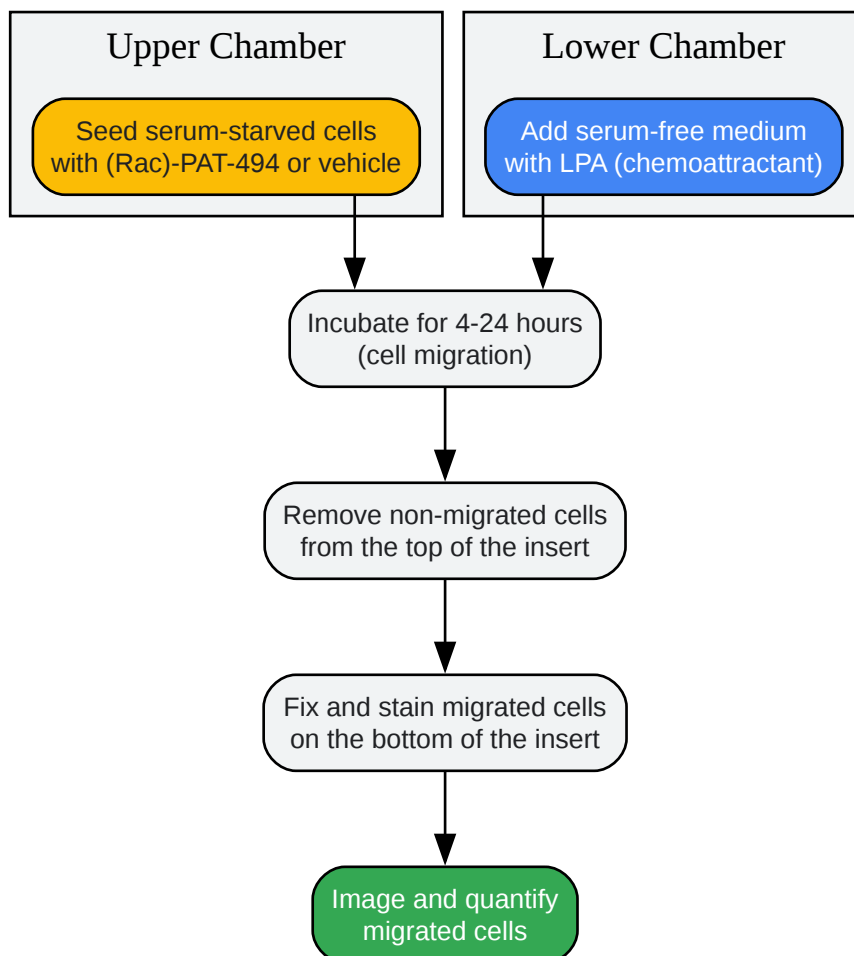 Upper Chamber
Seed serum-starved cells
with (Rac)-PAT-494 or vehicle
Lower Chamber
Add serum-free medium
with LPA (chemoattractant)
Incubate for 4-24 hours
(cell migration)
Remove non-migrated cells
from the top of the insert
Fix and stain migrated cells
on the bottom of the insert
Image and quantify
migrated cells